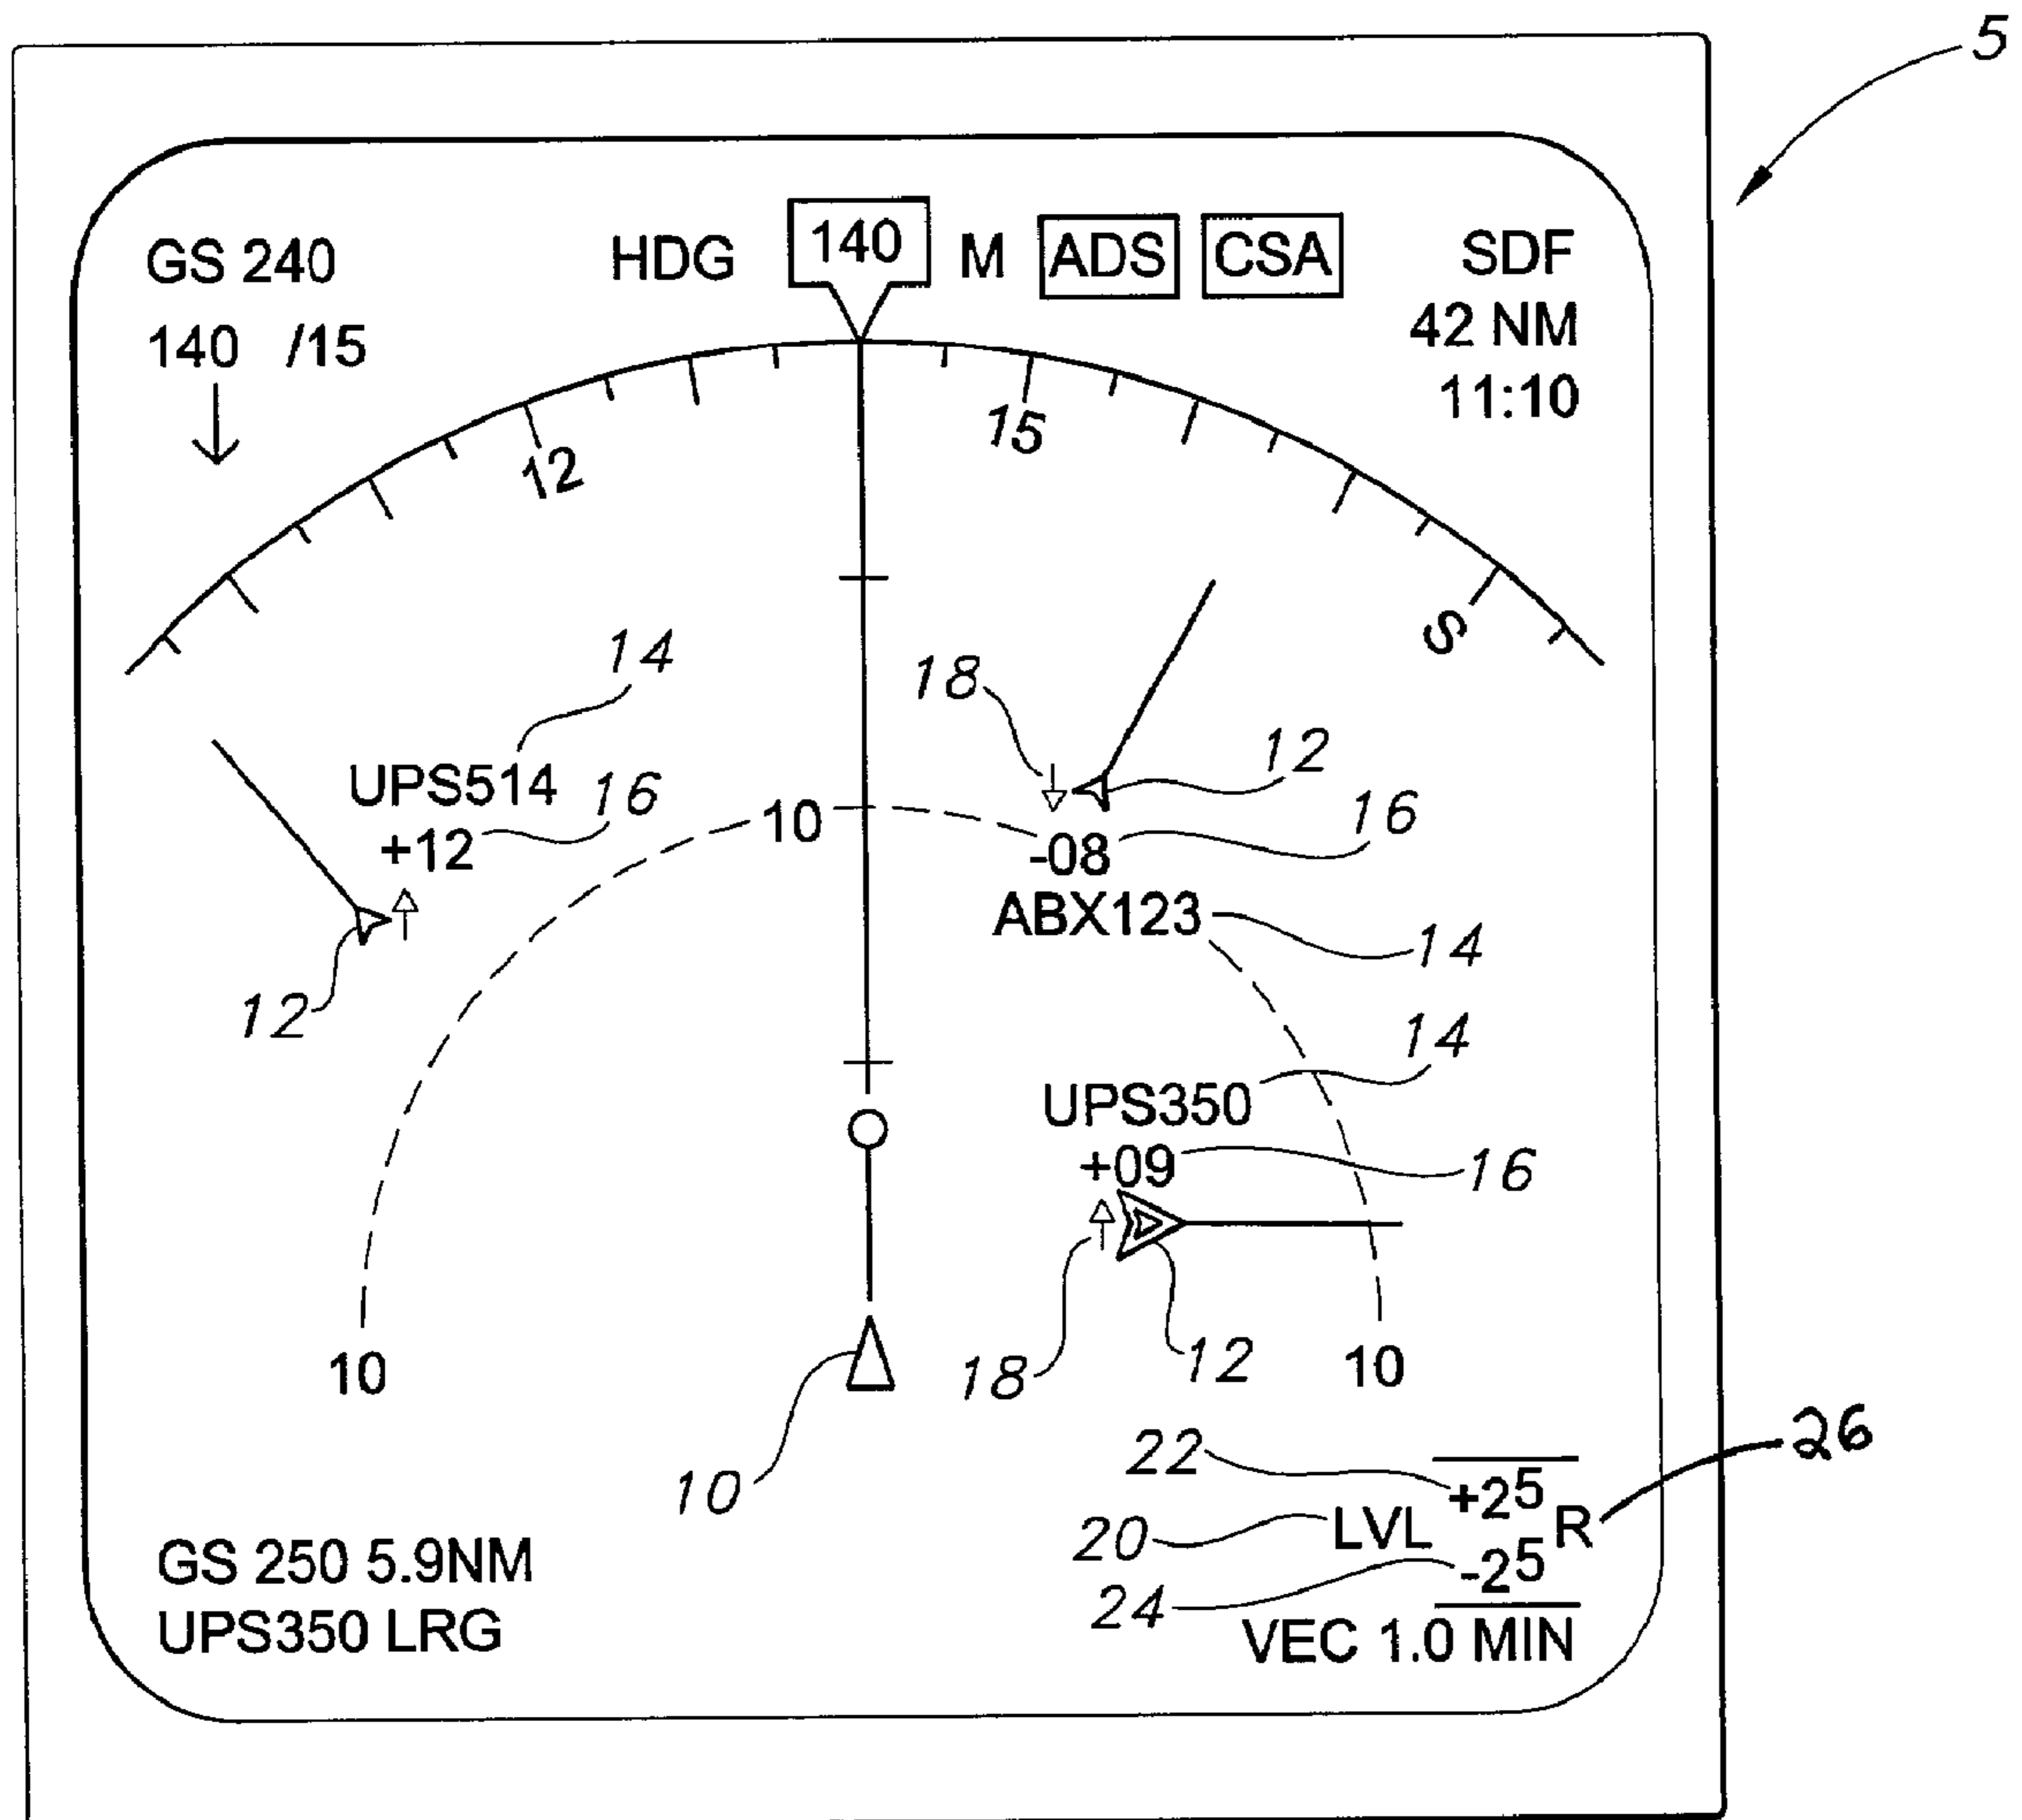 5
GS 240
HDG
140
M
ADS
CSA
SDF
140 /15
42 NM
11:10
12
15
S
14
18
12
UPS514
16
16
10
+12
-08
ABX123
14
12
14
UPS350
+09
16
10
18
12
10
10
22
+25
26
20
LVL
R
-25
24
GS 250 5.9NM
UPS350 LRG
VEC 1.0 MIN